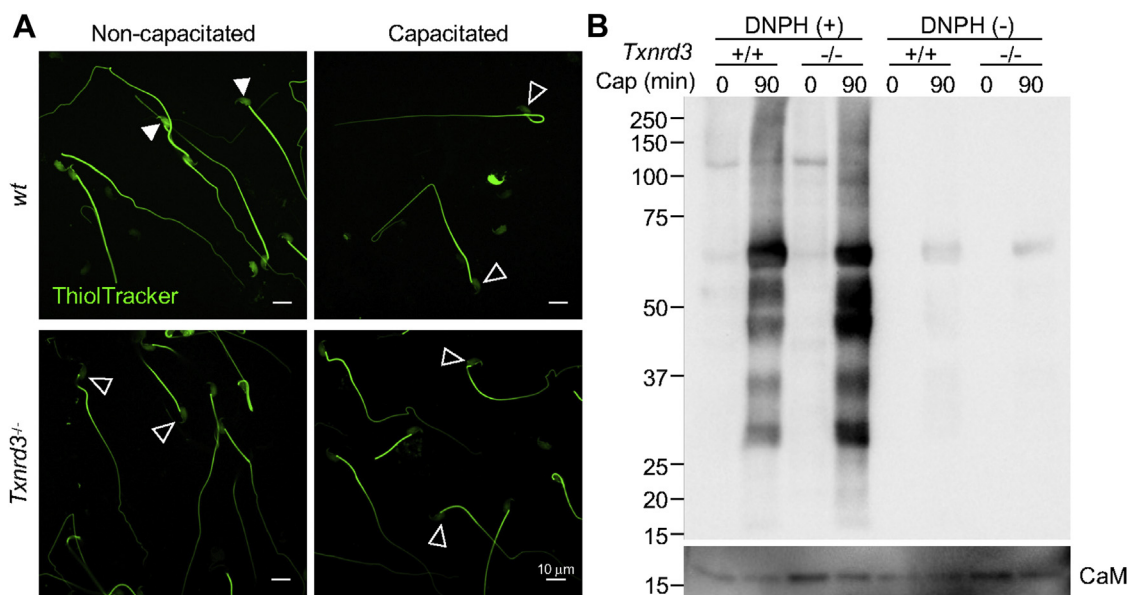 A
Non-capacitated Capacitated
wt
ThiolTracker
Txnrd3-/-
10 μm
B
DNPH (+) DNPH (-)
Txnrd3 +/+ -/- +/+ -/-
Cap (min) 0 90 0 90 0 90 0 90
250
150
100
75
50
37
25
20
15
15 CaM